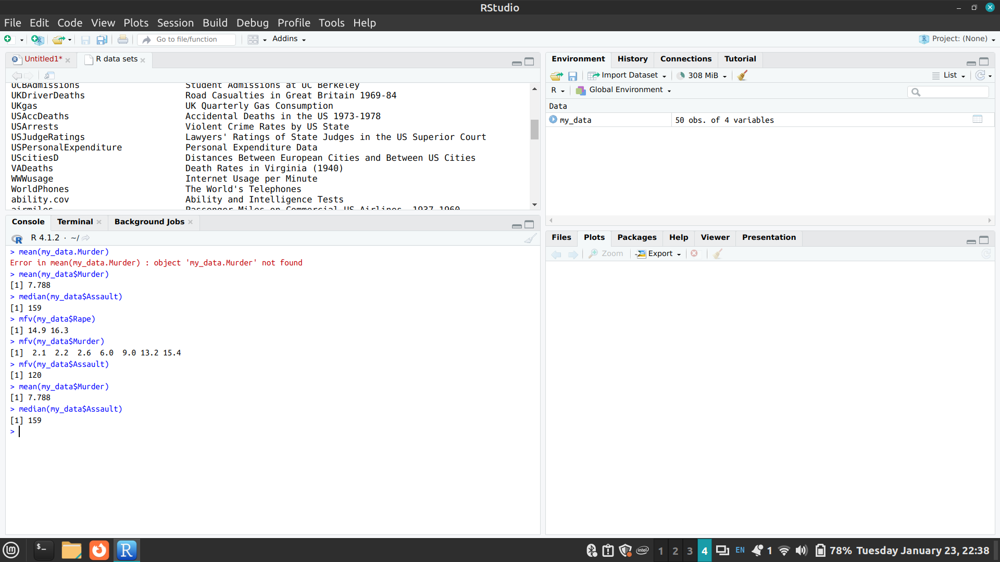 RStudio
File Edit Code View Plots Session Build Debug Profile Tools Help
Go to file/function Addins Project: (None)
Untitled1* R data sets
UCBAdmissions Student Admissions at UC Berkeley
UKDriverDeaths Road Casualties in Great Britain 1969-84
UKgas UK Quarterly Gas Consumption
USAccDeaths Accidental Deaths in the US 1973-1978
USArrests Violent Crime Rates by US State
USJudgeRatings Lawyers' Ratings of State Judges in the US Superior Court
USPersonalExpenditure Personal Expenditure Data
UScitiesD Distances Between European Cities and Between US Cities
VADeaths Death Rates in Virginia (1940)
WWWusage Internet Usage per Minute
WorldPhones The World's Telephones
ability.cov Ability and Intelligence Tests
airmiles Passenger Miles on Commercial US Airlines, 1937-1960
Console Terminal Background Jobs
R 4.1.2 · ~/
> mean(my_data.Murder)
Error in mean(my_data.Murder) : object 'my_data.Murder' not found
> mean(my_data$Murder)
[1] 7.788
> median(my_data$Assault)
[1] 159
> mfv(my_data$Rape)
[1] 14.9 16.3
> mfv(my_data$Murder)
[1]  2.1  2.2  2.6  6.0  9.0 13.2 15.4
> mfv(my_data$Assault)
[1] 120
> mean(my_data$Murder)
[1] 7.788
> median(my_data$Assault)
[1] 159
>
Environment History Connections Tutorial
Import Dataset 308 MiB List
R Global Environment
Data
my_data 50 obs. of 4 variables
Files Plots Packages Help Viewer Presentation
Zoom Export
$_ R intel 1 2 3 4 EN 1 78% Tuesday January 23, 22:38